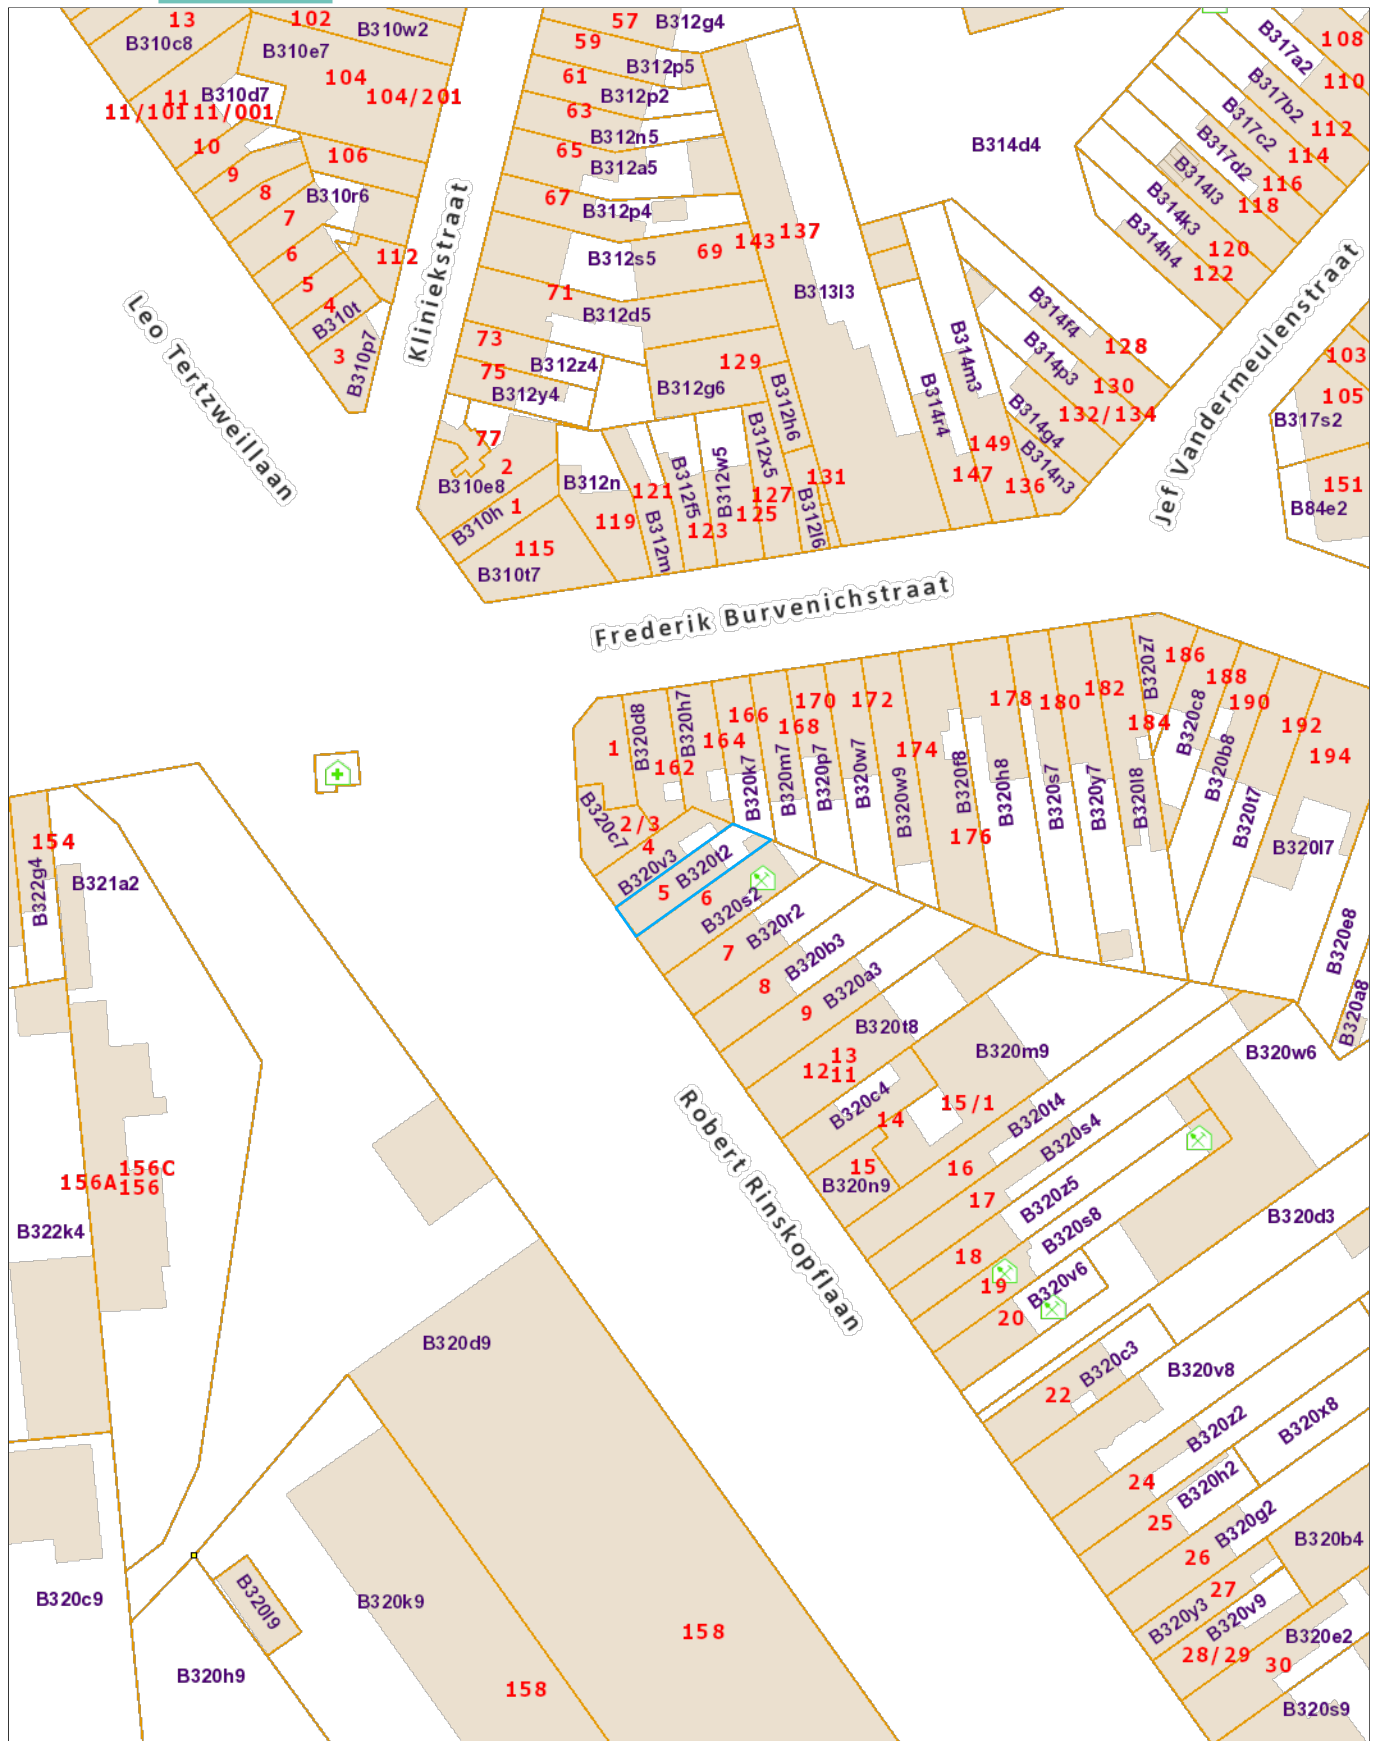 13
102
B310w2
B310c8
B310e7
104
104/201
11
B310d7
11/101
11/001
10
106
9
8
B310r6
7
6
112
5
4
B310t
3
B310p7
Leo Tertzweillaan
Kliniekstraat
57
B312g4
59
B312p5
61
B312p2
63
B312n5
65
B312a5
67
B312p4
69
143
137
B312s5
71
B312d5
B313l3
73
B312z4
129
75
B312y4
B312g6
B312h6
77
2
B310e8
B310h
1
115
B310t7
B312n
119
121
B312m
B312f5
123
B312w5
125
B312x5
127
131
B312l6
B314d4
B317a2
108
110
B317b2
112
B317c2
114
B317d2
116
B314l3
118
B314k3
120
B314h4
122
B314f4
128
B314m3
B314p3
130
132/134
B314r4
B314g4
149
147
B314n3
136
Jef Vandermeulenstraat
103
105
B317s2
151
B84e2
Frederik Burvenichstraat
1
B320d8
B320h7
162
164
166
B320k7
168
B320m7
170
B320p7
172
B320w7
174
B320w9
B320f8
176
178
B320h8
180
B320s7
182
B320y7
184
B320l8
B320z7
186
B320c8
188
B320b8
190
B320t7
192
194
B320l7
B320e8
B320a8
B320c7
2/3
4
B320v3
B320t2
5
6
B320s2
7
B320r2
8
B320b3
9
B320a3
B320t8
13
12
11
B320m9
B320c4
14
15/1
15
B320n9
B320t4
16
B320s4
17
B320w6
B320z5
18
B320s8
19
B320v6
20
B320d3
B320c3
22
B320v8
B320z2
24
B320h2
25
B320x8
B320g2
26
B320b4
27
B320y3
B320v9
28/29
B320e2
30
B320s9
Robert Rinskopflaan
154
B322g4
B321a2
156C
156A
156
B322k4
B320d9
B320c9
B320l9
B320k9
B320h9
158
158